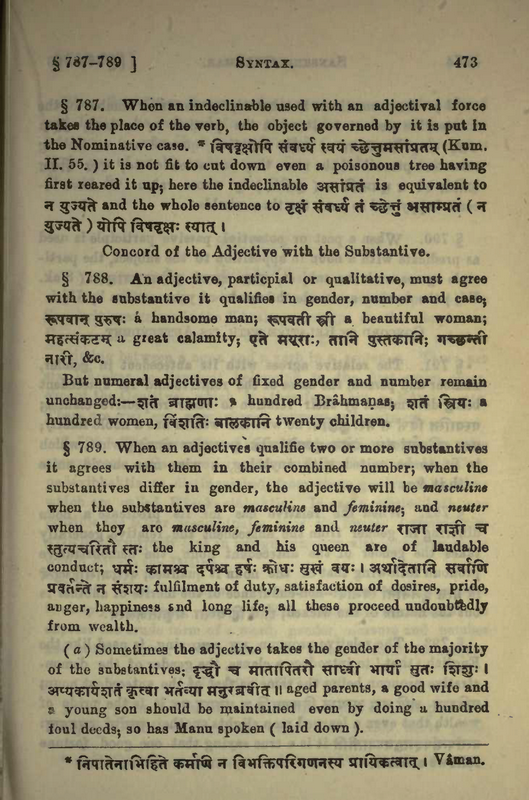 § 787-789 ] SYNTAX. 473
§ 787. When an indeclinable used with an adjectival force
takes the place of the verb, the object governed by it is put in
the Nominative case. * विषवृक्षोपि संवर्ध्य स्वयं च्छेत्तुमसांप्रतम् (Kum.
II. 55. ) it is not fit to cut down even a poisonous tree having
first reared it up; here the indeclinable असांप्रतं is equivalent to
न युज्यते and the whole sentence to वृक्षं संवर्ध्य तं च्छेत्तुं असाम्प्रतं ( न
युज्यते ) योपि विषवृक्षः स्यात् ।
Concord of the Adjective with the Substantive.
§ 788. An adjective, particpial or qualitative, must agree
with the substantive it qualifies in gender, number and case;
रूपवान् पुरुषः a handsome man; रूपवती स्त्री a beautiful woman;
महत्संकटम् a great calamity; एते मयूराः, तानि पुस्तकानि; गच्छन्ती
नारी, &c.
But numeral adjectives of fixed gender and number remain
unchanged:—शतं ब्राह्मणाः a hundred Brâhmaṇas; शतं स्त्रियः a
hundred women, विंशतिः बालकानि twenty children.
§ 789. When an adjectives qualifie two or more substantives
it agrees with them in their combined number; when the
substantives differ in gender, the adjective will be masculine
when the substantives are masculine and feminine; and neuter
when they are masculine, feminine and neuter राजा राज्ञी च
स्तुत्यचरितौ स्तः the king and his queen are of laudable
conduct; धर्मः कामश्च दर्पश्च हर्षः क्रोधः सुखं वयः । अर्थादेतानि सर्वाणि
प्रवर्तन्ते न संशयः fulfilment of duty, satisfaction of desires, pride,
anger, happiness and long life; all these proceed undoubtedly
from wealth.
( a ) Sometimes the adjective takes the gender of the majority
of the substantives; वृद्धौ च मातापितरौ साध्वी भार्या सुतः शिशुः ।
अप्यकार्यशतं कृत्वा भर्तव्या मनुरब्रवीत् ॥ aged parents, a good wife and
a young son should be maintained even by doing a hundred
foul deeds; so has Manu spoken ( laid down ).
* निपातेनाभिहिते कर्मणि न विभक्तिपरिगणनस्य प्रायिकत्वात् । Vâman.